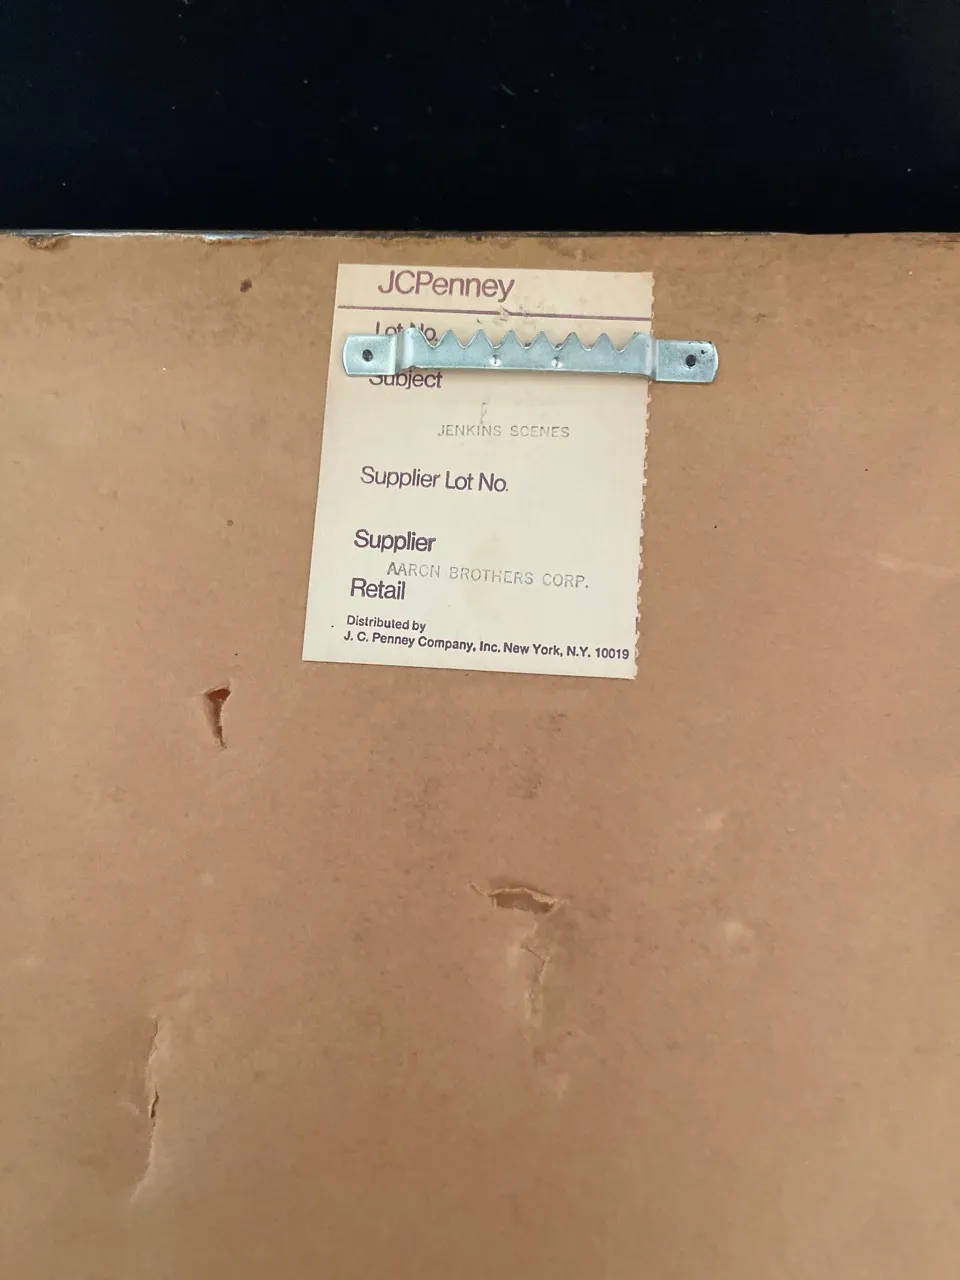 JCPenney
Lot No.
Subject
JENKINS SCENES
Supplier Lot No.
Supplier
AARON BROTHERS CORP.
Retail
Distributed by
J. C. Penney Company, Inc. New York, N.Y. 10019